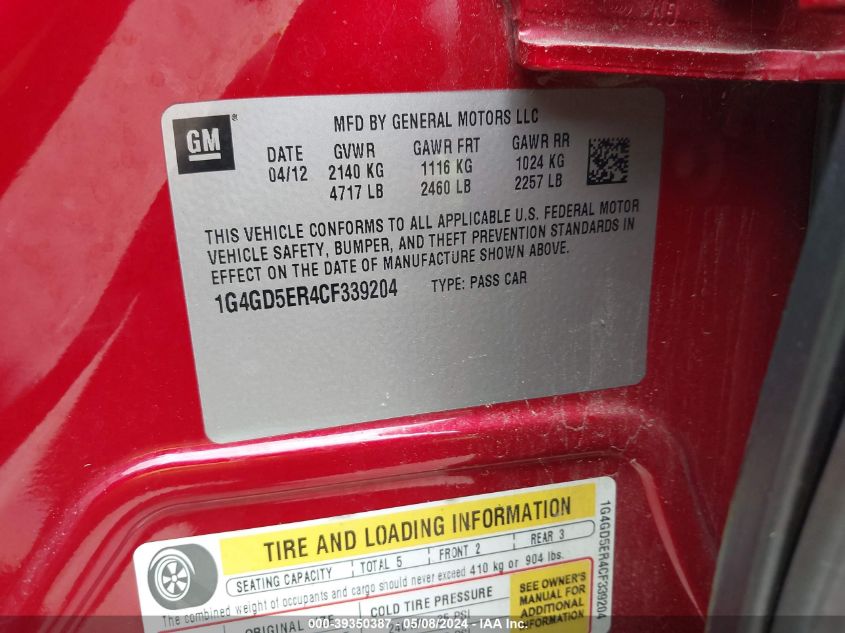 GM
MFD BY GENERAL MOTORS LLC
DATE GVWR GAWR FRT GAWR RR
04/12 2140 KG 1116 KG 1024 KG
4717 LB 2460 LB 2257 LB
THIS VEHICLE CONFORMS TO ALL APPLICABLE U.S. FEDERAL MOTOR
VEHICLE SAFETY, BUMPER, AND THEFT PREVENTION STANDARDS IN
EFFECT ON THE DATE OF MANUFACTURE SHOWN ABOVE.
1G4GD5ER4CF339204 TYPE: PASS CAR
TIRE AND LOADING INFORMATION
SEATING CAPACITY TOTAL 5 FRONT 2 REAR 3
The combined weight of occupants and cargo should never exceed 410 kg or 904 lbs.
COLD TIRE PRESSURE
ORIGINAL
SEE OWNER'S
MANUAL FOR
ADDITIONAL
INFORMATION
1G4GD5ER4CF339204
000-39350387 - 05/08/2024 - IAA Inc.